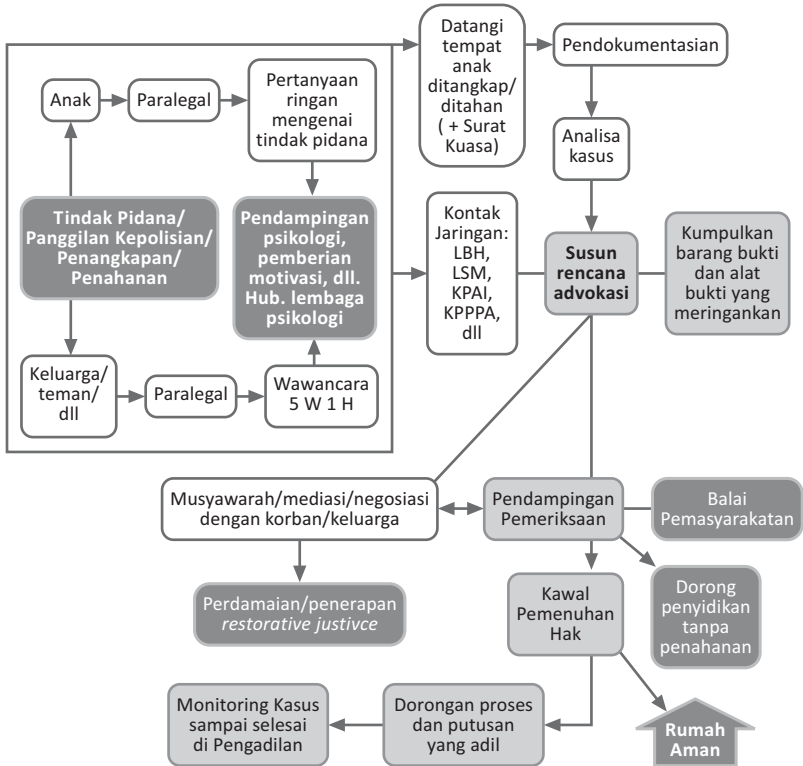 Anak
Paralegal
Pertanyaan
ringan
mengenai
tindak pidana
Tindak Pidana/
Panggilan Kepolisian/
Penangkapan/
Penahanan
Pendampingan
psikologi,
pemberian
motivasi, dll.
Hub. lembaga
psikologi
Keluarga/
teman/
dll
Paralegal
Wawancara
5 W 1 H
Datangi
tempat
anak
ditangkap/
ditahan
( + Surat
Kuasa)
Pendokumentasian
Analisa
kasus
Kontak
Jaringan:
LBH,
LSM,
KPAI,
KPPPA,
dll
Susun
rencana
advokasi
Kumpulkan
barang bukti
dan alat
bukti yang
meringankan
Musyawarah/mediasi/negosiasi
dengan korban/keluarga
Pendampingan
Pemeriksaan
Balai
Pemasyarakatan
Perdamaian/penerapan
restorative justivce
Kawal
Pemenuhan
Hak
Dorong
penyidikan
tanpa
penahanan
Monitoring Kasus
sampai selesai
di Pengadilan
Dorongan proses
dan putusan
yang adil
Rumah
Aman